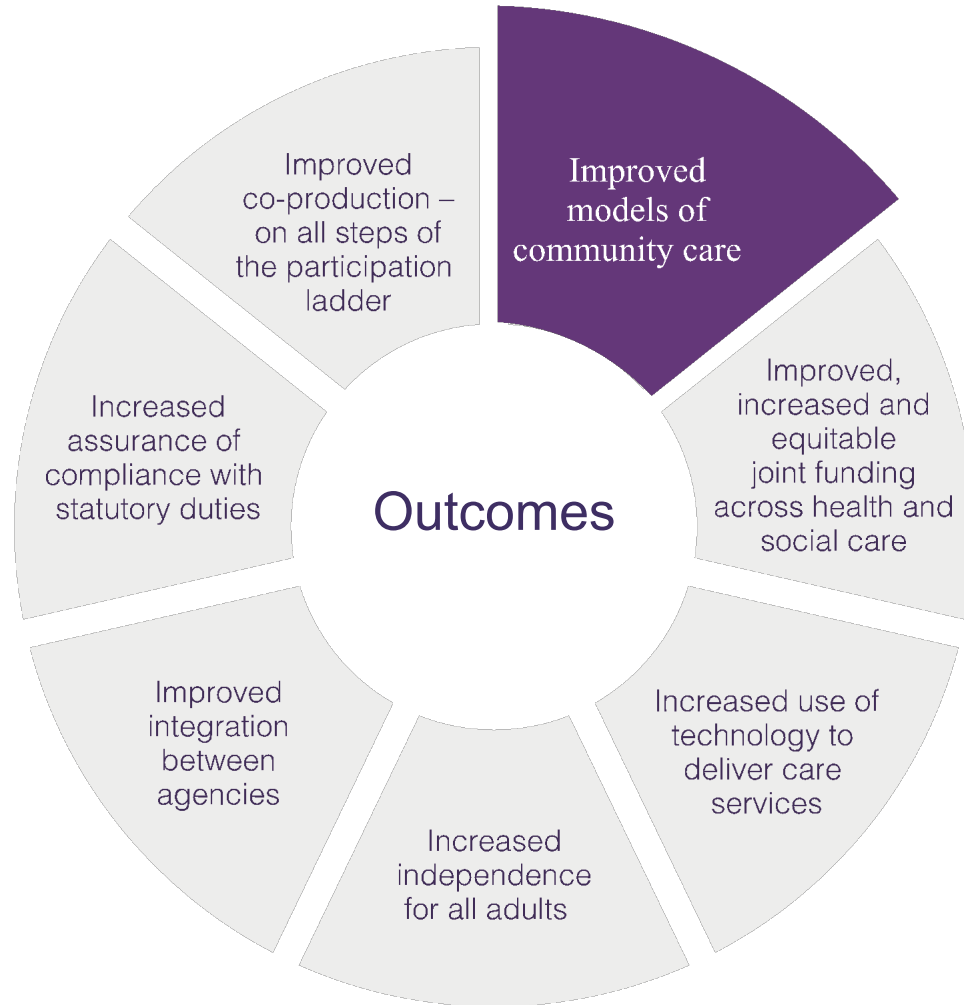 Improved
models of
community care
Improved,
increased and
equitable
joint funding
across health and
social care
Increased use of
technology to
deliver care
services
Increased
independence
for all adults
Improved
integration
between
agencies
Increased
assurance of
compliance with
statutory duties
Improved
co-production –
on all steps of
the participation
ladder
Outcomes